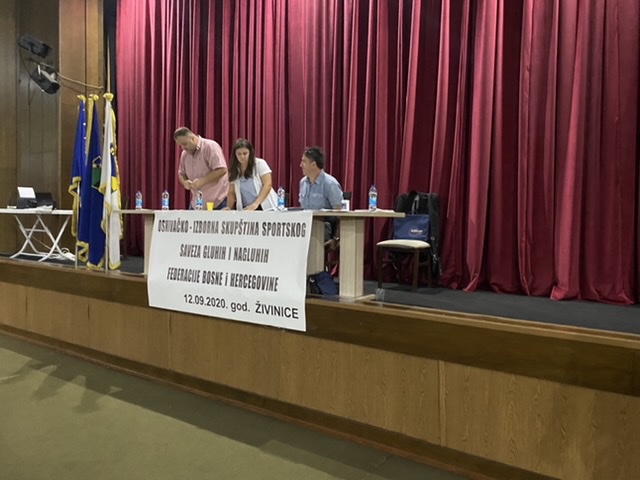 OSNIVAČKO - IZBORNA SKUPŠTINA SPORTSKOG
SAVEZA GLUHIH I NAGLUHIH
FEDERACIJE BOSNE i HERCEGOVINE
12.09.2020. god. ŽIVINICE